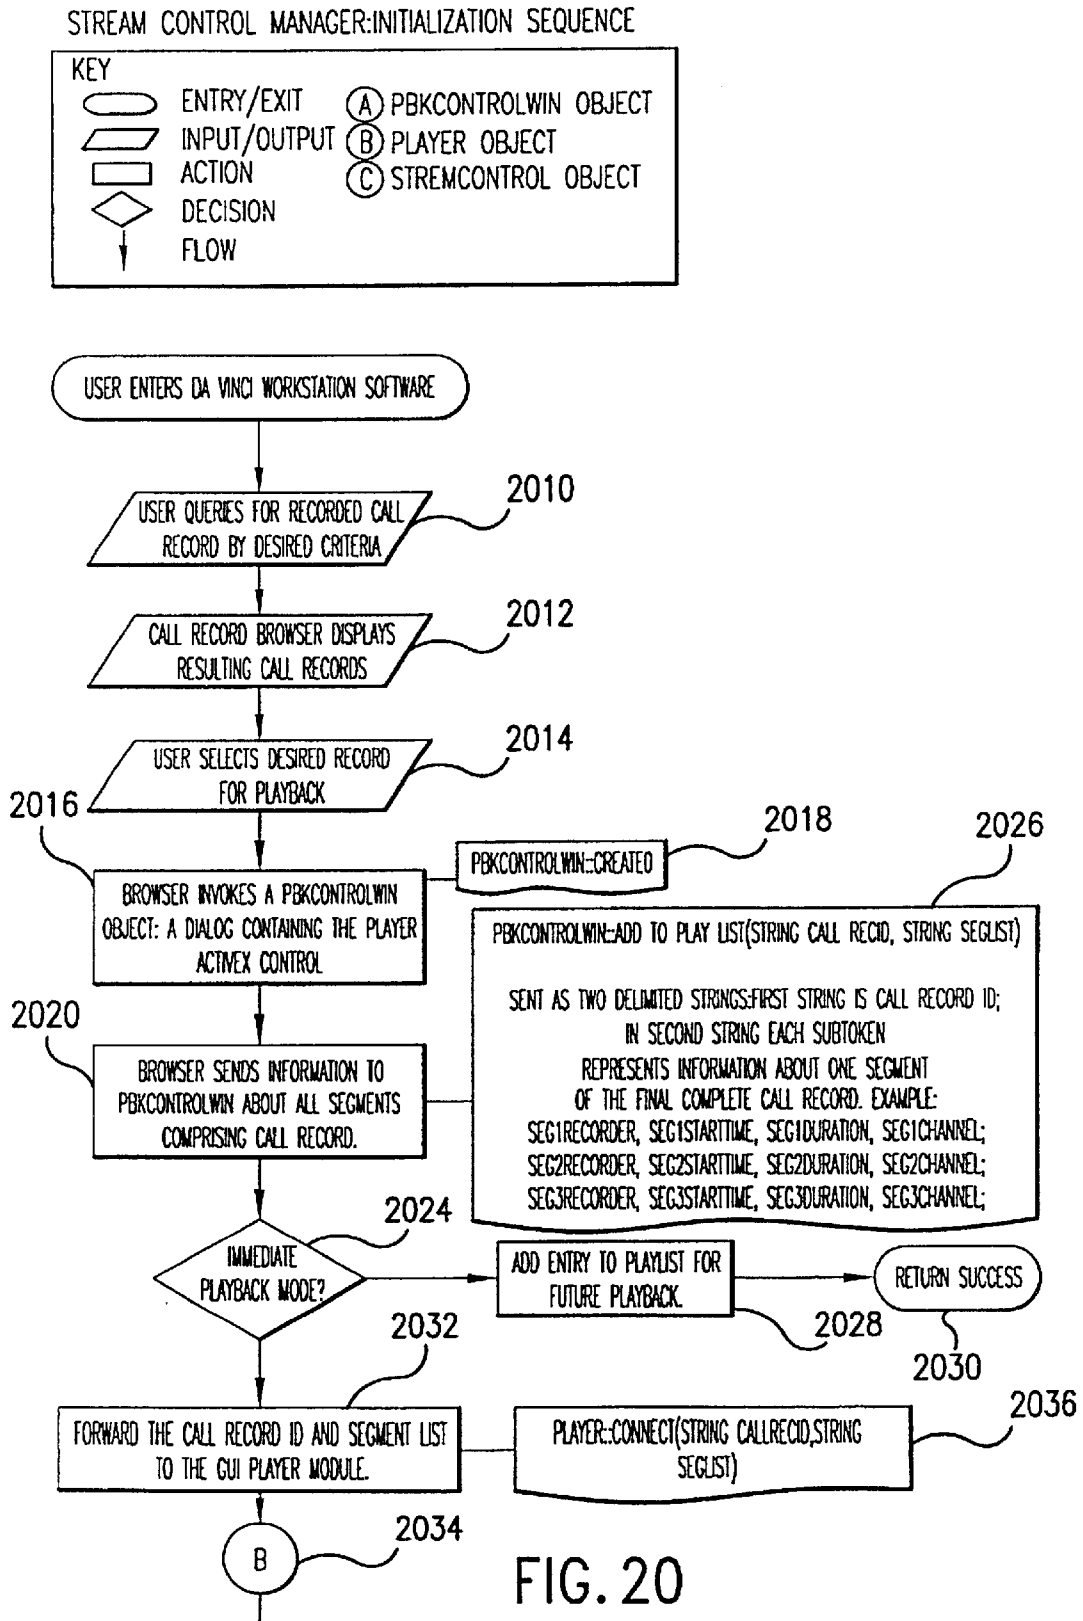 STREAM CONTROL MANAGER:INITIALIZATION SEQUENCE
KEY
ENTRY/EXIT
INPUT/OUTPUT
ACTION
DECISION
FLOW
A PBKCONTROLWIN OBJECT
B PLAYER OBJECT
C STREMCONTROL OBJECT
USER ENTERS DA VINCI WORKSTATION SOFTWARE
2010
USER QUERIES FOR RECORDED CALL
RECORD BY DESIRED CRITERIA
2012
CALL RECORD BROWSER DISPLAYS
RESULTING CALL RECORDS
2014
USER SELECTS DESIRED RECORD
FOR PLAYBACK
2016
BROWSER INVOKES A PBKCONTROLWIN
OBJECT: A DIALOG CONTAINING THE PLAYER
ACTIVEX CONTROL
2018
PBKCONTROLWIN::CREATED
2020
BROWSER SENDS INFORMATION TO
PBKCONTROLWIN ABOUT ALL SEGMENTS
COMPRISING CALL RECORD.
2026
PBKCONTROLWIN::ADD TO PLAY LIST(STRING CALL RECID, STRING SEGLIST)
SENT AS TWO DELIMITED STRINGS:FIRST STRING IS CALL RECORD ID;
IN SECOND STRING EACH SUBTOKEN
REPRESENTS INFORMATION ABOUT ONE SEGMENT
OF THE FINAL COMPLETE CALL RECORD. EXAMPLE:
SEG1RECORDER, SEG1STARTTIME, SEG1DURATION, SEG1CHANNEL;
SEG2RECORDER, SEG2STARTTIME, SEG2DURATION, SEG2CHANNEL;
SEG3RECORDER, SEG3STARTTIME, SEG3DURATION, SEG3CHANNEL;
2024
IMMEDIATE
PLAYBACK MODE?
ADD ENTRY TO PLAYLIST FOR
FUTURE PLAYBACK.
2028
RETURN SUCCESS
2030
2032
FORWARD THE CALL RECORD ID AND SEGMENT LIST
TO THE GUI PLAYER MODULE.
2036
PLAYER::CONNECT(STRING CALLRECID,STRING
SEGLIST)
2034
B
FIG. 20